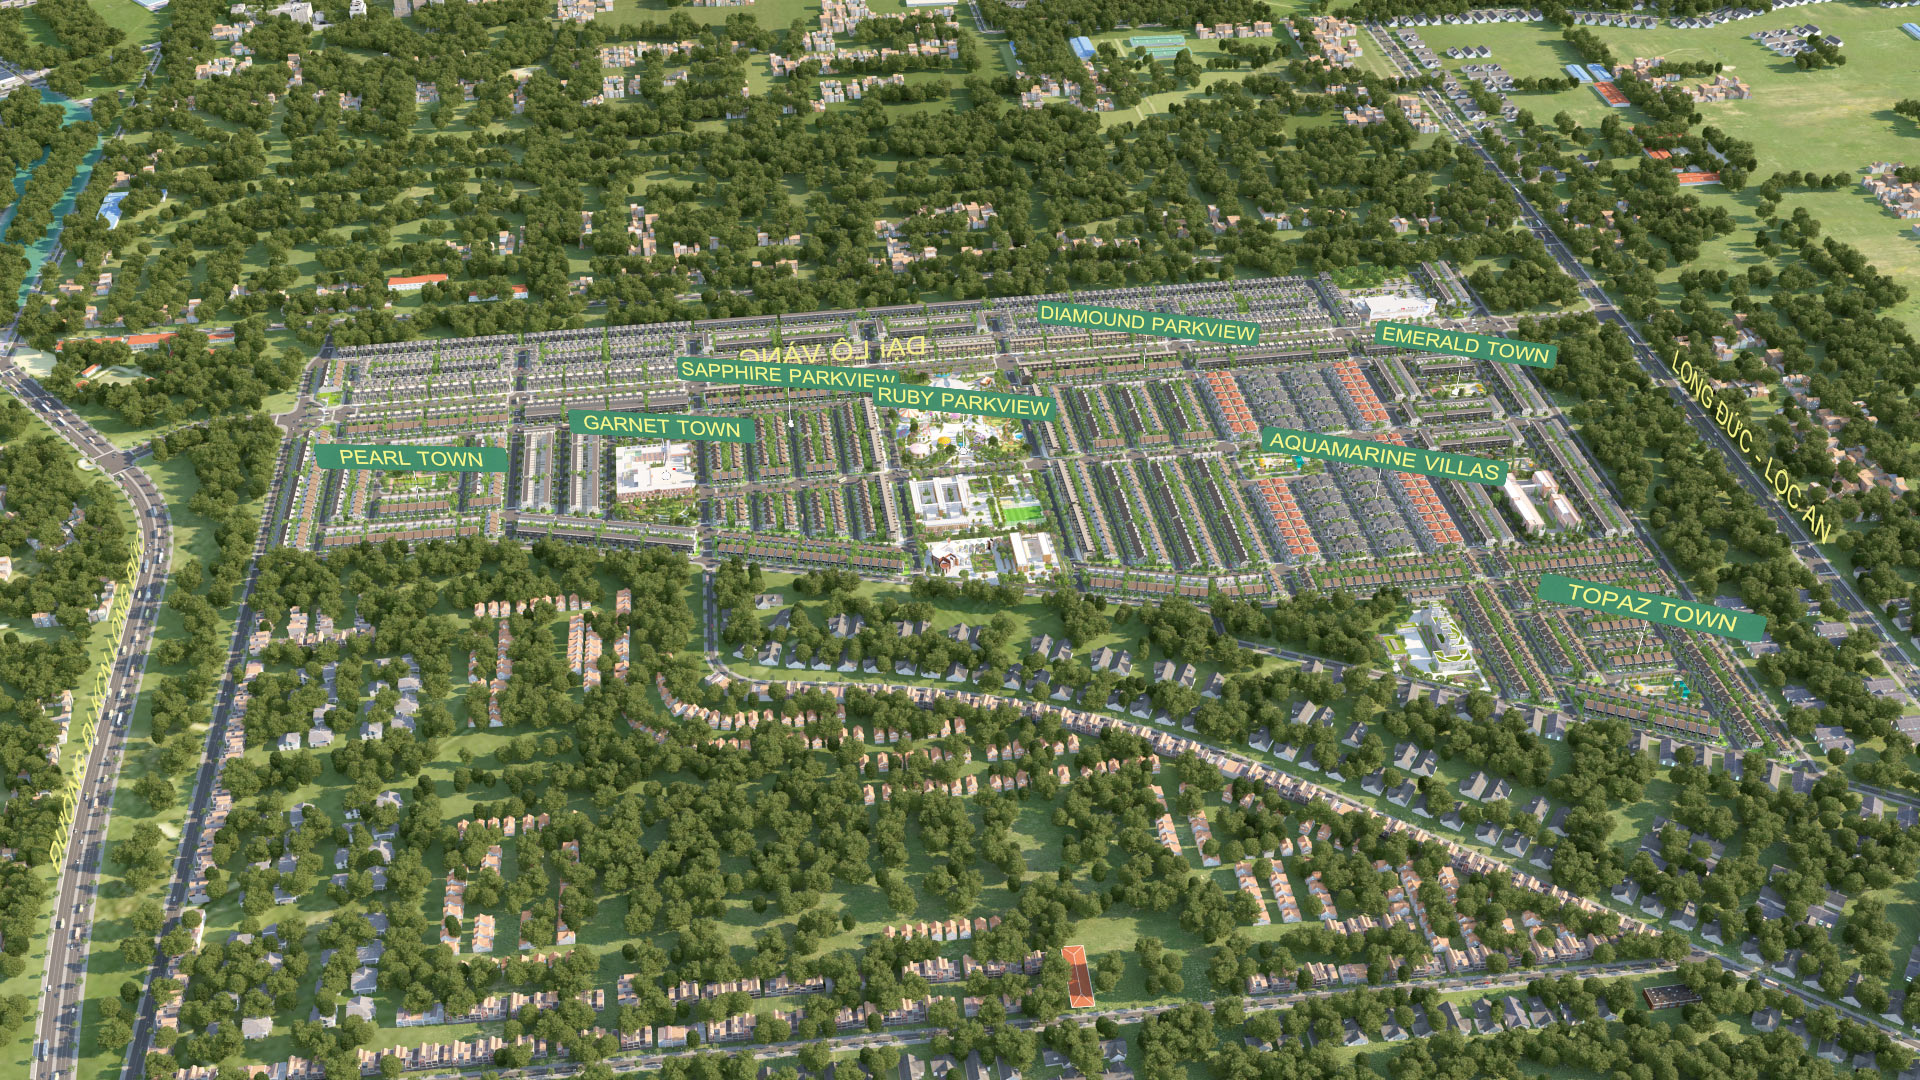 DIAMOUND PARKVIEW
EMERALD TOWN
ĐẠI LỘ VÀNG
SAPPHIRE PARKVIEW
RUBY PARKVIEW
GARNET TOWN
PEARL TOWN
AQUAMARINE VILLAS
LONG ĐỨC - LỘC AN
TOPAZ TOWN